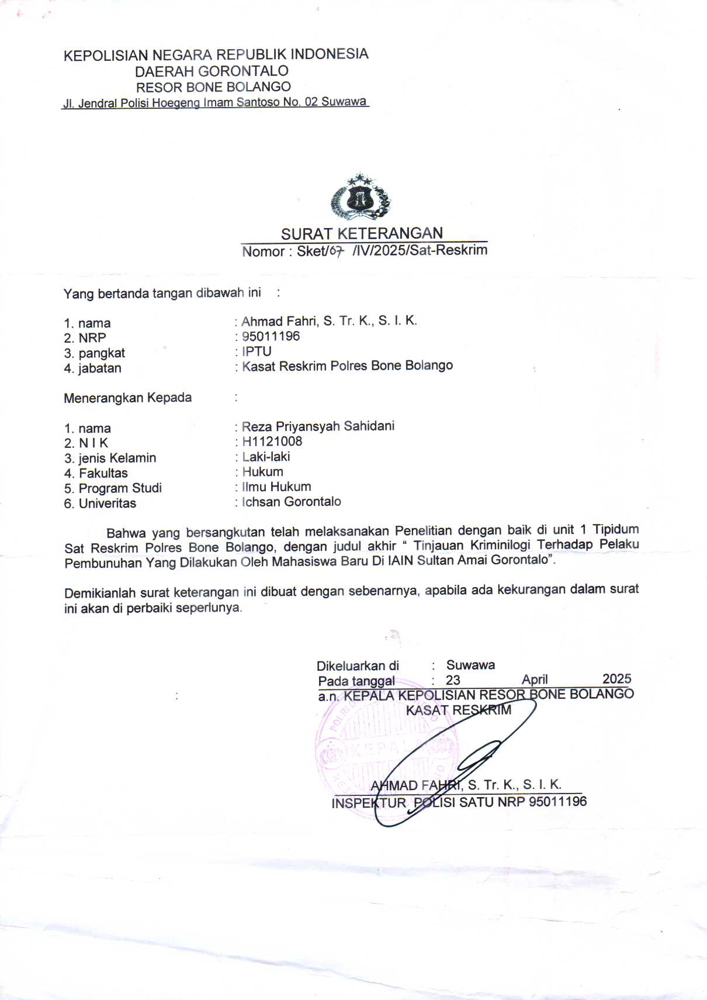 KEPOLISIAN NEGARA REPUBLIK INDONESIA
DAERAH GORONTALO
RESOR BONE BOLANGO
Jl. Jendral Polisi Hoegeng Imam Santoso No. 02 Suwawa
SURAT KETERANGAN
Nomor : Sket/67 /IV/2025/Sat-Reskrim
Yang bertanda tangan dibawah ini :
1. nama : Ahmad Fahri, S. Tr. K., S. I. K.
2. NRP : 95011196
3. pangkat : IPTU
4. jabatan : Kasat Reskrim Polres Bone Bolango
Menerangkan Kepada :
1. nama : Reza Priyansyah Sahidani
2. N I K : H1121008
3. jenis Kelamin : Laki-laki
4. Fakultas : Hukum
5. Program Studi : Ilmu Hukum
6. Univeritas : Ichsan Gorontalo
Bahwa yang bersangkutan telah melaksanakan Penelitian dengan baik di unit 1 Tipidum
Sat Reskrim Polres Bone Bolango, dengan judul akhir “ Tinjauan Kriminilogi Terhadap Pelaku
Pembunuhan Yang Dilakukan Oleh Mahasiswa Baru Di IAIN Sultan Amai Gorontalo”.
Demikianlah surat keterangan ini dibuat dengan sebenarnya, apabila ada kekurangan dalam surat
ini akan di perbaiki seperlunya.
Dikeluarkan di : Suwawa
Pada tanggal : 23 April 2025
a.n. KEPALA KEPOLISIAN RESOR BONE BOLANGO
KASAT RESKRIM
KEPALA
AHMAD FAHRI, S. Tr. K., S. I. K.
INSPEKTUR POLISI SATU NRP 95011196